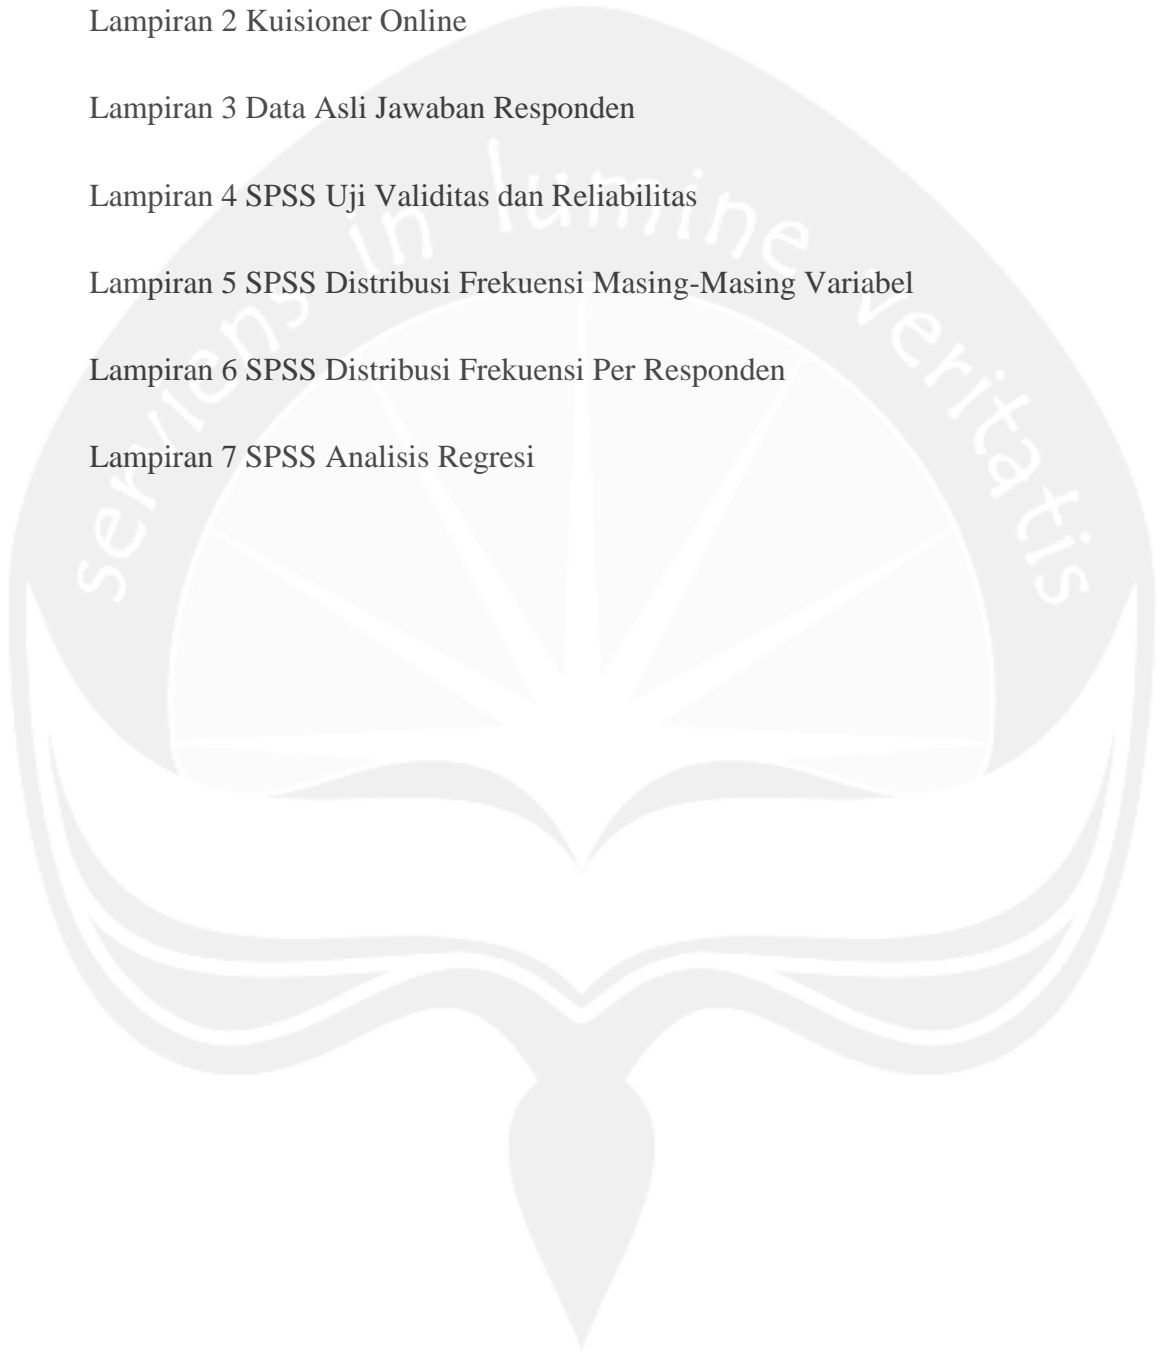 Lampiran 2 Kuisioner Online
Lampiran 3 Data Asli Jawaban Responden
Lampiran 4 SPSS Uji Validitas dan Reliabilitas
Lampiran 5 SPSS Distribusi Frekuensi Masing-Masing Variabel
Lampiran 6 SPSS Distribusi Frekuensi Per Responden
Lampiran 7 SPSS Analisis Regresi
serviens in lumine veritatis